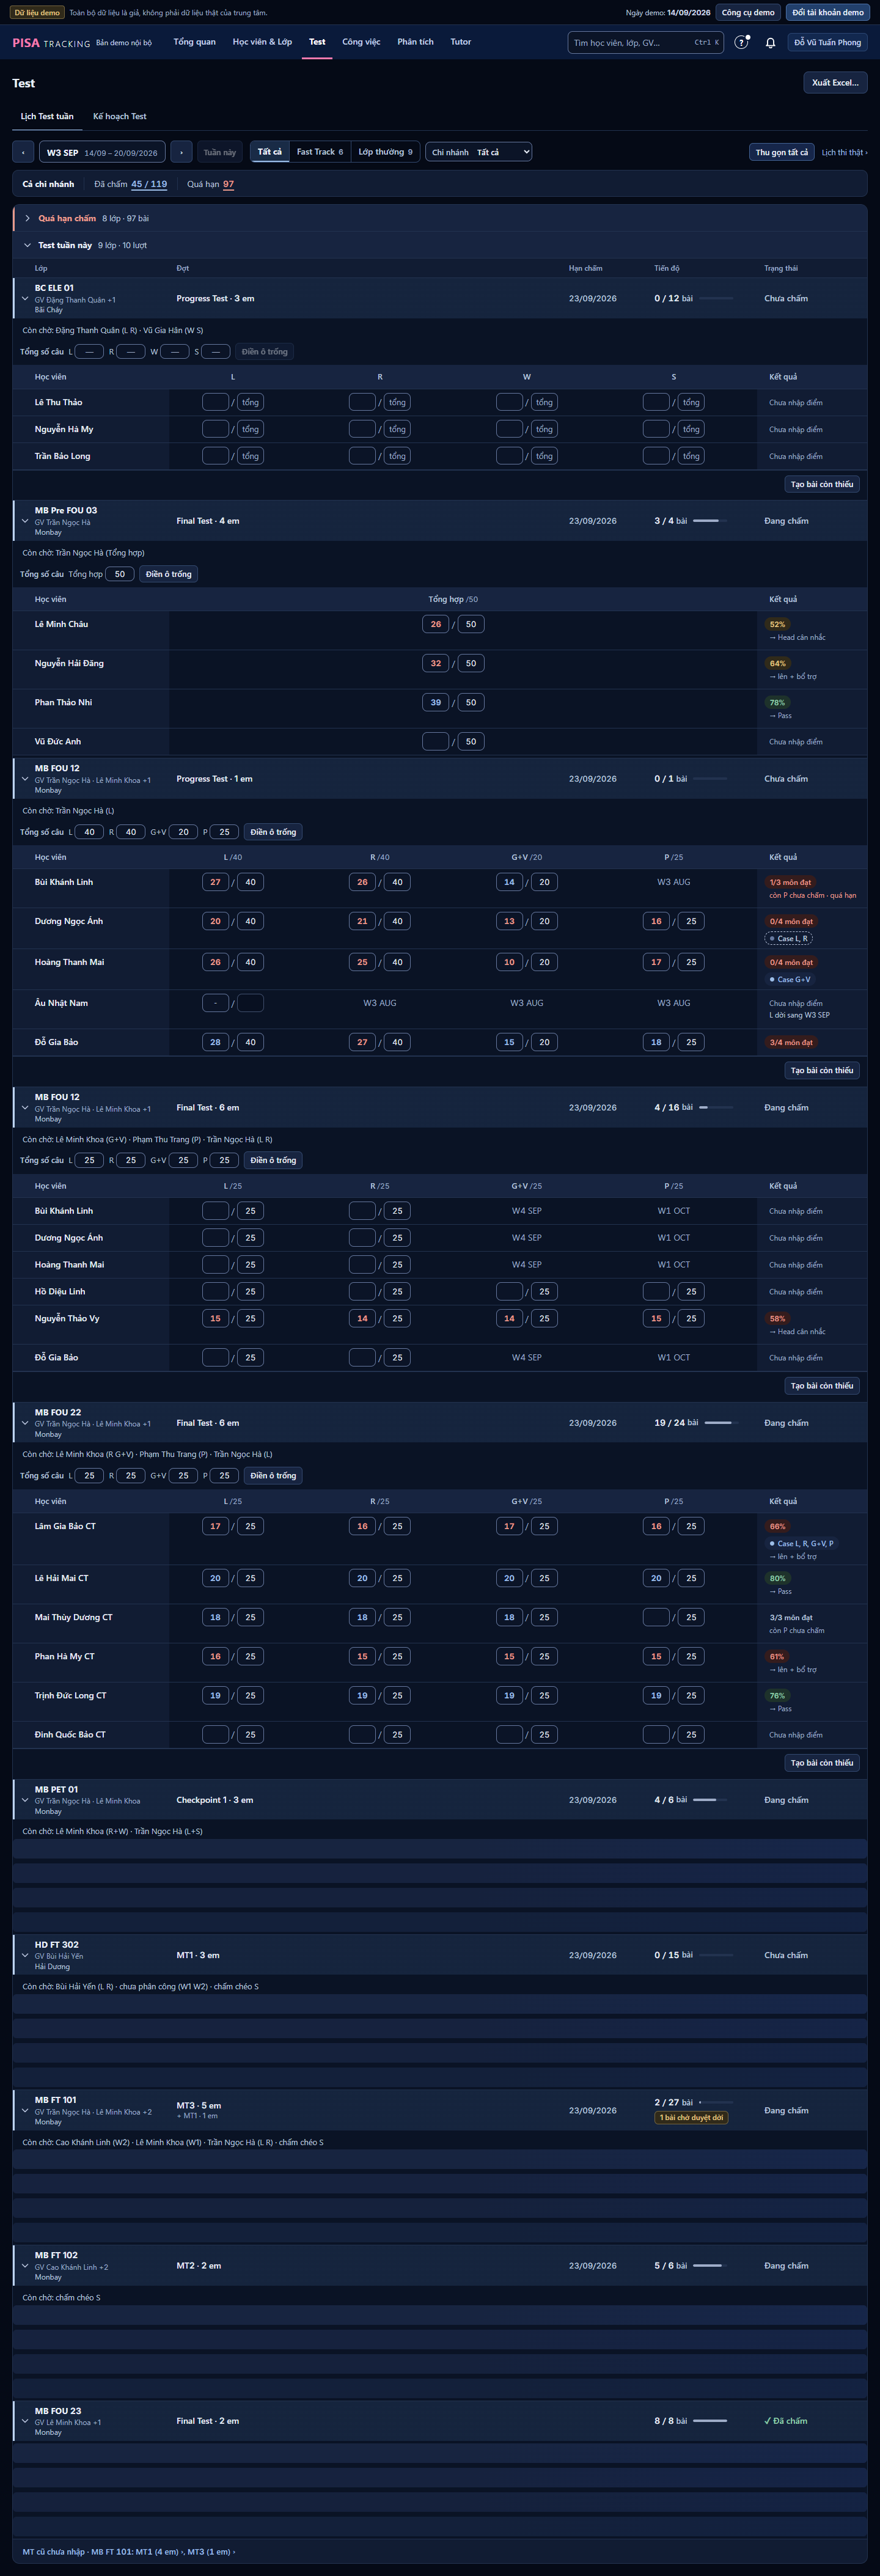 Dữ liệu demo Toàn bộ dữ liệu là giả, không phải dữ liệu thật của trung tâm. Ngày demo: 14/09/2026 Công cụ demo Đổi tài khoản demo
PISA TRACKING Bản demo nội bộ Tổng quan Học viên & Lớp Test Công việc Phân tích Tutor Tìm học viên, lớp, GV... Ctrl K ? Đỗ Vũ Tuấn Phong
Test Xuất Excel...
Lịch Test tuần Kế hoạch Test
‹ W3 SEP 14/09 – 20/09/2026 › Tuần này Tất cả Fast Track 6 Lớp thường 9 Chi nhánh Tất cả Thu gọn tất cả Lịch thi thật ›
Cả chi nhánh Đã chấm 45 / 119 Quá hạn 97
Quá hạn chấm 8 lớp · 97 bài
Test tuần này 9 lớp · 10 lượt
Lớp Đợt Hạn chấm Tiến độ Trạng thái
BC ELE 01
GV Đặng Thanh Quân +1
Bãi Cháy
Progress Test · 3 em 23/09/2026 0 / 12 bài Chưa chấm
Còn chờ: Đặng Thanh Quân (L R) · Vũ Gia Hân (W S)
Tổng số câu L — R — W — S — Điền ô trống
Học viên L R W S Kết quả
Lê Thu Thảo / tổng / tổng / tổng / tổng Chưa nhập điểm
Nguyễn Hà My / tổng / tổng / tổng / tổng Chưa nhập điểm
Trần Bảo Long / tổng / tổng / tổng / tổng Chưa nhập điểm
Tạo bài còn thiếu
MB Pre FOU 03
GV Trần Ngọc Hà
Monbay
Final Test · 4 em 23/09/2026 3 / 4 bài Đang chấm
Còn chờ: Trần Ngọc Hà (Tổng hợp)
Tổng số câu Tổng hợp 50 Điền ô trống
Học viên Tổng hợp /50 Kết quả
Lê Minh Châu 26 / 50 52%
→ Head cân nhắc
Nguyễn Hải Đăng 32 / 50 64%
→ lên + bổ trợ
Phan Thảo Nhi 39 / 50 78%
→ Pass
Vũ Đức Anh / 50 Chưa nhập điểm
MB FOU 12
GV Trần Ngọc Hà · Lê Minh Khoa +1
Monbay
Progress Test · 1 em 23/09/2026 0 / 1 bài Chưa chấm
Còn chờ: Trần Ngọc Hà (L)
Tổng số câu L 40 R 40 G+V 20 P 25 Điền ô trống
Học viên L /40 R /40 G+V /20 P /25 Kết quả
Bùi Khánh Linh 27 / 40 26 / 40 14 / 20 W3 AUG 1/3 môn đạt
còn P chưa chấm · quá hạn
Dương Ngọc Ánh 20 / 40 21 / 40 13 / 20 16 / 25 0/4 môn đạt
Case L, R
Hoàng Thanh Mai 26 / 40 25 / 40 10 / 20 17 / 25 0/4 môn đạt
Case G+V
Âu Nhật Nam - / W3 AUG W3 AUG W3 AUG Chưa nhập điểm
L dời sang W3 SEP
Đỗ Gia Bảo 28 / 40 27 / 40 15 / 20 18 / 25 3/4 môn đạt
Tạo bài còn thiếu
MB FOU 12
GV Trần Ngọc Hà · Lê Minh Khoa +1
Monbay
Final Test · 6 em 23/09/2026 4 / 16 bài Đang chấm
Còn chờ: Lê Minh Khoa (G+V) · Phạm Thu Trang (P) · Trần Ngọc Hà (L R)
Tổng số câu L 25 R 25 G+V 25 P 25 Điền ô trống
Học viên L /25 R /25 G+V /25 P /25 Kết quả
Bùi Khánh Linh / 25 / 25 W4 SEP W1 OCT Chưa nhập điểm
Dương Ngọc Ánh / 25 / 25 W4 SEP W1 OCT Chưa nhập điểm
Hoàng Thanh Mai / 25 / 25 W4 SEP W1 OCT Chưa nhập điểm
Hồ Diệu Linh / 25 / 25 / 25 / 25 Chưa nhập điểm
Nguyễn Thảo Vy 15 / 25 14 / 25 14 / 25 15 / 25 58%
→ Head cân nhắc
Đỗ Gia Bảo / 25 / 25 W4 SEP W1 OCT Chưa nhập điểm
Tạo bài còn thiếu
MB FOU 22
GV Trần Ngọc Hà · Lê Minh Khoa +1
Monbay
Final Test · 6 em 23/09/2026 19 / 24 bài Đang chấm
Còn chờ: Lê Minh Khoa (R G+V) · Phạm Thu Trang (P) · Trần Ngọc Hà (L)
Tổng số câu L 25 R 25 G+V 25 P 25 Điền ô trống
Học viên L /25 R /25 G+V /25 P /25 Kết quả
Lâm Gia Bảo CT 17 / 25 16 / 25 17 / 25 16 / 25 66%
Case L, R, G+V, P
→ lên + bổ trợ
Lê Hải Mai CT 20 / 25 20 / 25 20 / 25 20 / 25 80%
→ Pass
Mai Thùy Dương CT 18 / 25 18 / 25 18 / 25 / 25 3/3 môn đạt
còn P chưa chấm
Phan Hà My CT 16 / 25 15 / 25 15 / 25 15 / 25 61%
→ lên + bổ trợ
Trịnh Đức Long CT 19 / 25 19 / 25 19 / 25 19 / 25 76%
→ Pass
Đinh Quốc Bảo CT / 25 / 25 / 25 / 25 Chưa nhập điểm
Tạo bài còn thiếu
MB PET 01
GV Trần Ngọc Hà · Lê Minh Khoa
Monbay
Checkpoint 1 · 3 em 23/09/2026 4 / 6 bài Đang chấm
Còn chờ: Lê Minh Khoa (R+W) · Trần Ngọc Hà (L+S)
HD FT 302
GV Bùi Hải Yến
Hải Dương
MT1 · 3 em 23/09/2026 0 / 15 bài Chưa chấm
Còn chờ: Bùi Hải Yến (L R) · chưa phân công (W1 W2) · chấm chéo S
MB FT 101
GV Trần Ngọc Hà · Lê Minh Khoa +2
Monbay
MT3 · 5 em
+ MT1 · 1 em
23/09/2026 2 / 27 bài
1 bài chờ duyệt dời
Đang chấm
Còn chờ: Cao Khánh Linh (W2) · Lê Minh Khoa (W1) · Trần Ngọc Hà (L R) · chấm chéo S
MB FT 102
GV Cao Khánh Linh +2
Monbay
MT2 · 2 em 23/09/2026 5 / 6 bài Đang chấm
Còn chờ: chấm chéo S
MB FOU 23
GV Lê Minh Khoa +1
Monbay
Final Test · 2 em 8 / 8 bài ✓ Đã chấm
MT cũ chưa nhập · MB FT 101: MT1 (4 em) ›, MT3 (1 em) ›